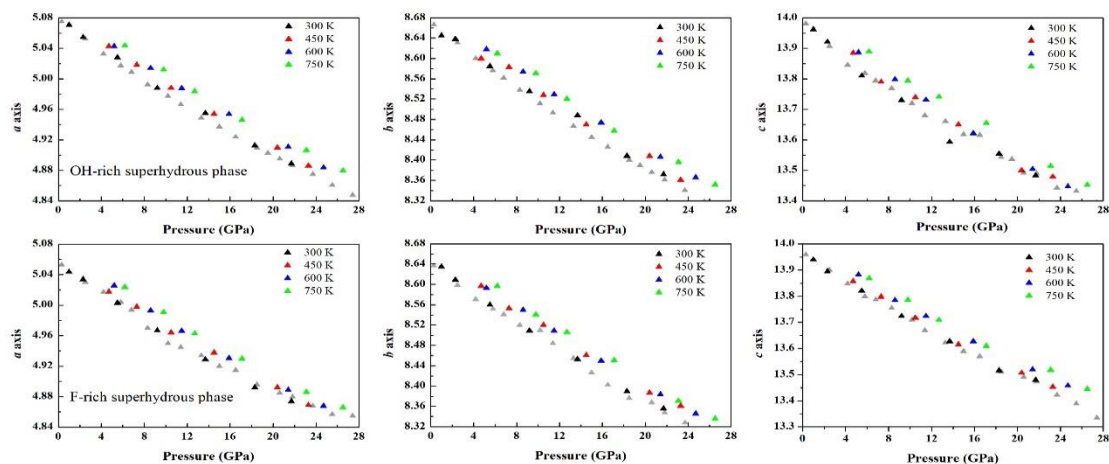 5.08
5.04
5.00
4.96
4.92
4.88
4.84
a axis
300 K
450 K
600 K
750 K
OH-rich superhydrous phase
0 4 8 12 16 20 24 28
Pressure (GPa)
8.68
8.64
8.60
8.56
8.52
8.48
8.44
8.40
8.36
8.32
b axis
300 K
450 K
600 K
750 K
0 4 8 12 16 20 24 28
Pressure (GPa)
14.0
13.9
13.8
13.7
13.6
13.5
13.4
c axis
300 K
450 K
600 K
750 K
0 4 8 12 16 20 24 28
Pressure (GPa)
5.08
5.04
5.00
4.96
4.92
4.88
4.84
a axis
300 K
450 K
600 K
750 K
F-rich superhydrous phase
0 4 8 12 16 20 24 28
Pressure (GPa)
8.68
8.64
8.60
8.56
8.52
8.48
8.44
8.40
8.36
8.32
b axis
300 K
450 K
600 K
750 K
0 4 8 12 16 20 24 28
Pressure (GPa)
14.0
13.9
13.8
13.7
13.6
13.5
13.4
13.3
c axis
300 K
450 K
600 K
750 K
0 4 8 12 16 20 24 28
Pressure (GPa)